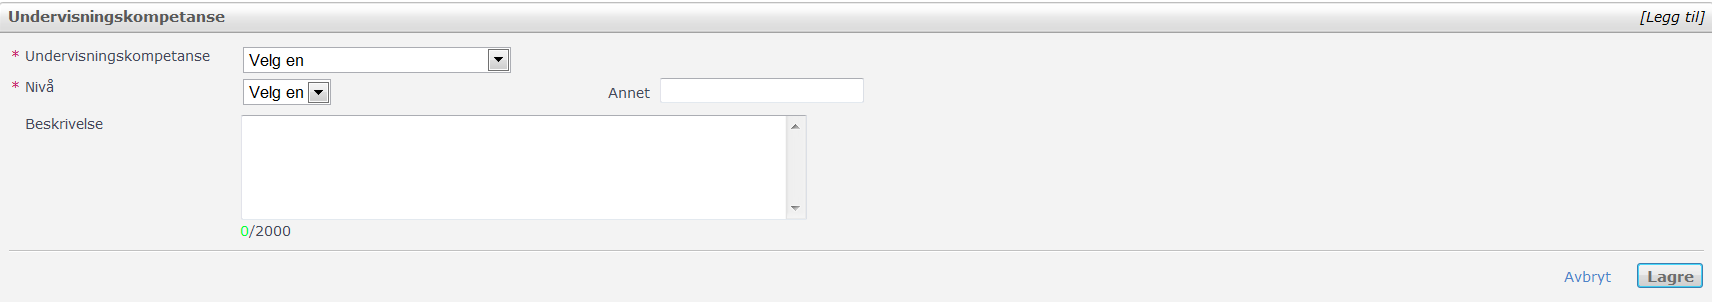 Undervisningskompetanse [Legg til]
* Undervisningskompetanse Velg en
* Nivå Velg en Annet
Beskrivelse
0/2000
Avbryt Lagre